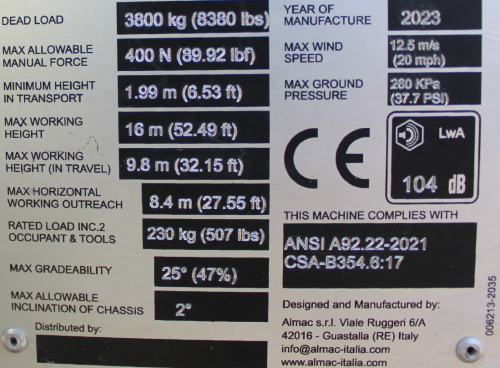 DEAD LOAD 3800 kg (8380 lbs)
MAX ALLOWABLE
MANUAL FORCE 400 N (89.92 lbf)
MINIMUM HEIGHT
IN TRANSPORT 1.99 m (6.53 ft)
MAX WORKING
HEIGHT 16 m (52.49 ft)
MAX WORKING
HEIGHT (IN TRAVEL) 9.8 m (32.15 ft)
MAX HORIZONTAL
WORKING OUTREACH 8.4 m (27.55 ft)
RATED LOAD INC.2
OCCUPANT & TOOLS 230 kg (507 lbs)
MAX GRADEABILITY 25° (47%)
MAX ALLOWABLE
INCLINATION OF CHASSIS 2°
Distributed by:
YEAR OF
MANUFACTURE 2023
MAX WIND
SPEED 12.5 m/s
(20 mph)
MAX GROUND
PRESSURE 260 KPa
(37.7 PSI)
CE
LwA
104 dB
THIS MACHINE COMPLIES WITH
ANSI A92.22-2021
CSA-B354.6:17
Designed and Manufactured by:
Almac s.r.l. Viale Ruggeri 6/A
42016 - Guastalla (RE) Italy
info@almac-italia.com
www.almac-italia.com
006213-2035